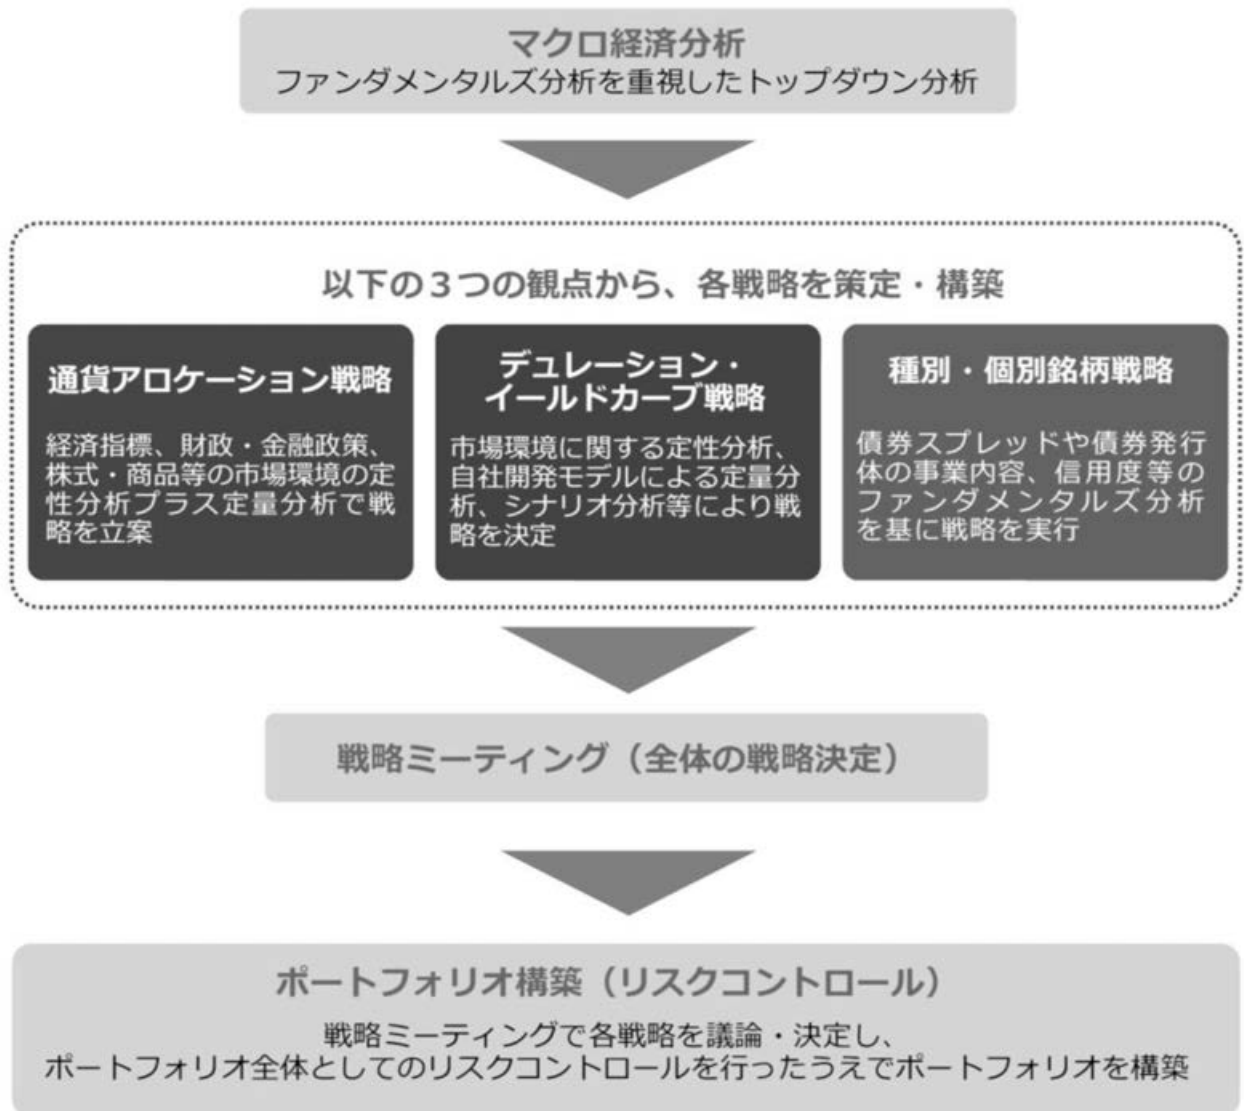 マクロ経済分析
ファンダメンタルズ分析を重視したトップダウン分析
以下の３つの観点から、各戦略を策定・構築
通貨アロケーション戦略
経済指標、財政・金融政策、
株式・商品等の市場環境の定
性分析プラス定量分析で戦
略を立案
デュレーション・
イールドカーブ戦略
市場環境に関する定性分析、
自社開発モデルによる定量分
析、シナリオ分析等により戦
略を決定
種別・個別銘柄戦略
債券スプレッドや債券発行
体の事業内容、信用度等の
ファンダメンタルズ分析
を基に戦略を実行
戦略ミーティング（全体の戦略決定）
ポートフォリオ構築（リスクコントロール）
戦略ミーティングで各戦略を議論・決定し、
ポートフォリオ全体としてのリスクコントロールを行ったうえでポートフォリオを構築